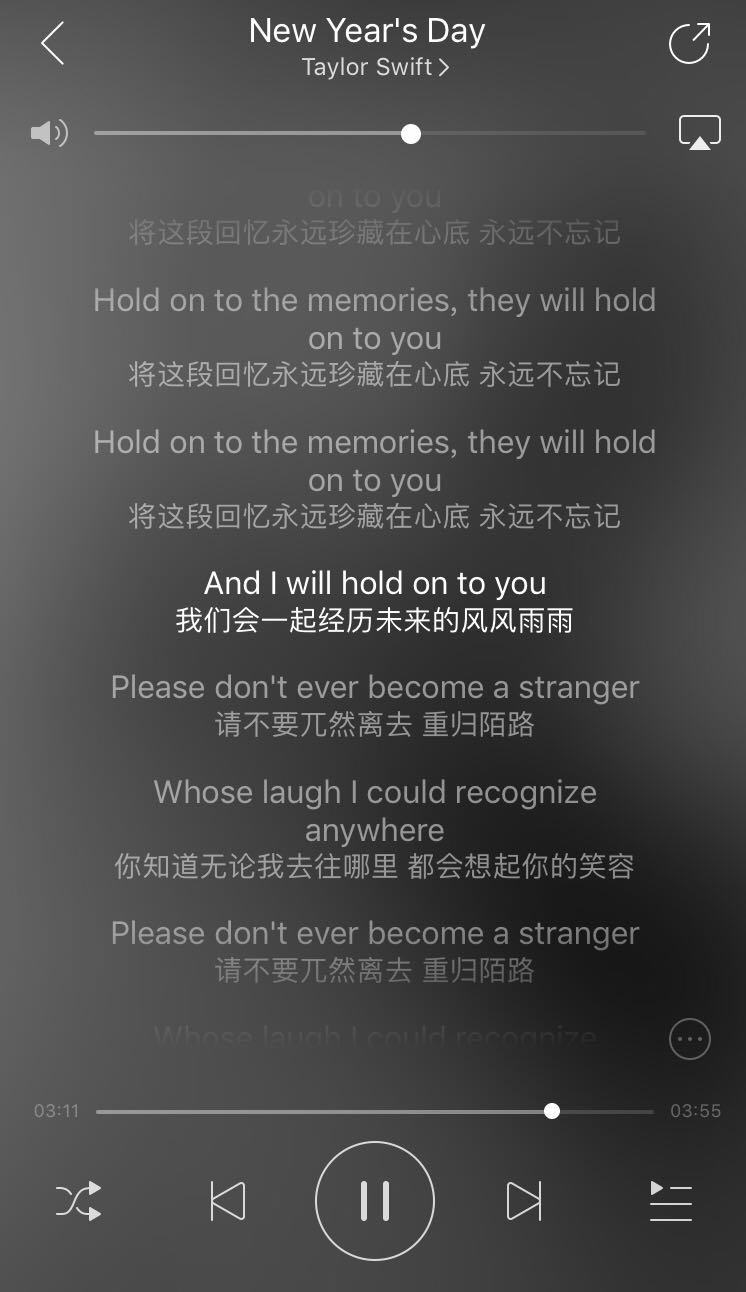 New Year's Day
Taylor Swift
on to you
将这段回忆永远珍藏在心底 永远不忘记
Hold on to the memories, they will hold
on to you
将这段回忆永远珍藏在心底 永远不忘记
Hold on to the memories, they will hold
on to you
将这段回忆永远珍藏在心底 永远不忘记
And I will hold on to you
我们会一起经历未来的风风雨雨
Please don't ever become a stranger
请不要兀然离去 重归陌路
Whose laugh I could recognize
anywhere
你知道无论我去往哪里 都会想起你的笑容
Please don't ever become a stranger
请不要兀然离去 重归陌路
Whose laugh I could recognize
03:11
03:55